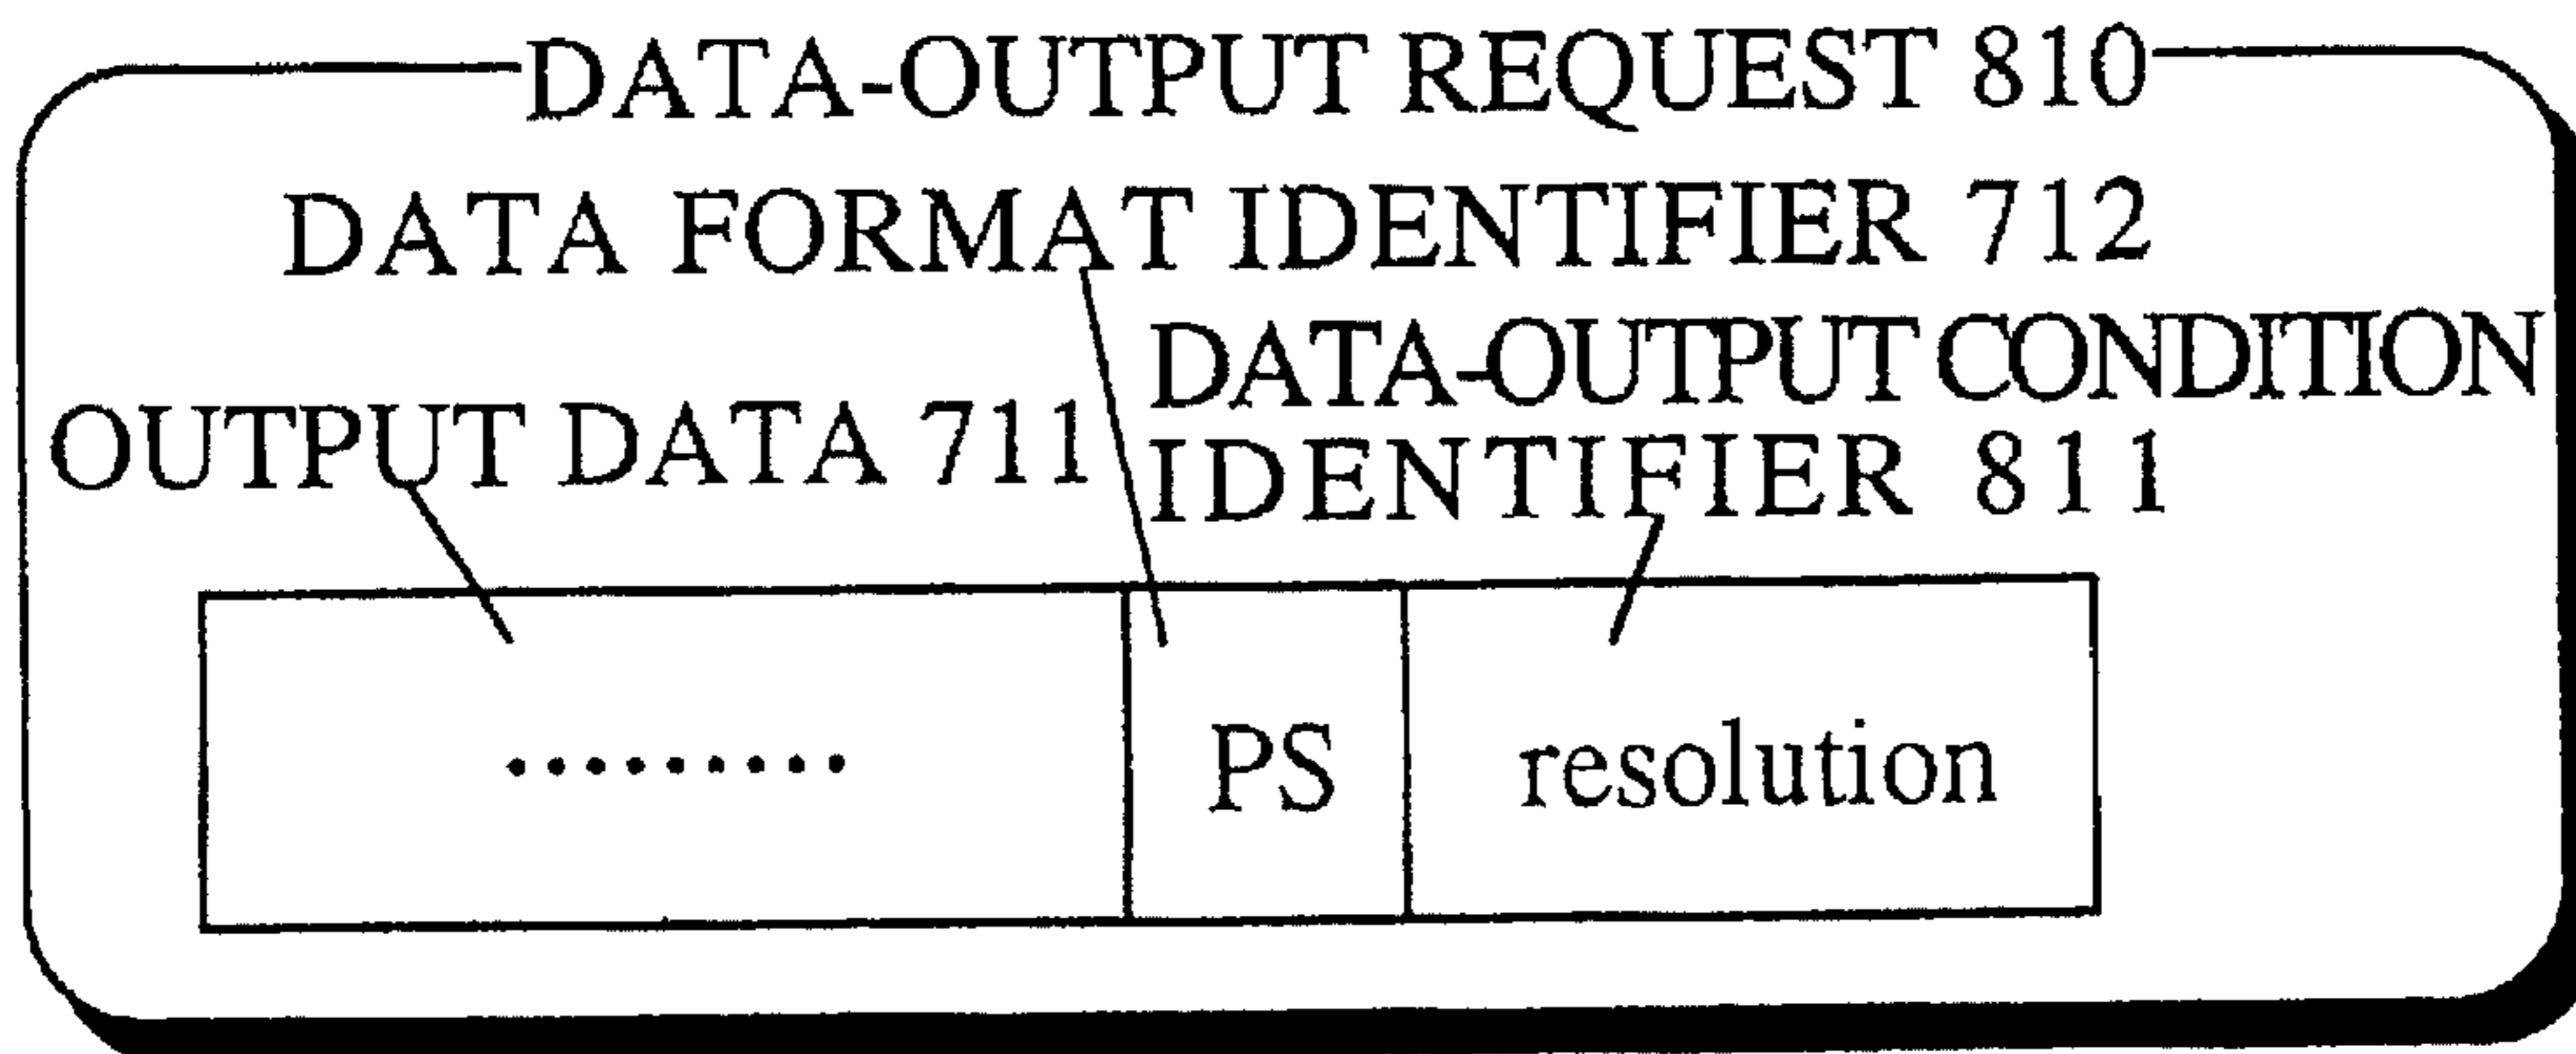 DATA-OUTPUT REQUEST 810
DATA FORMAT IDENTIFIER 712
DATA-OUTPUT CONDITION
IDENTIFIER 811
OUTPUT DATA 711
......... PS resolution